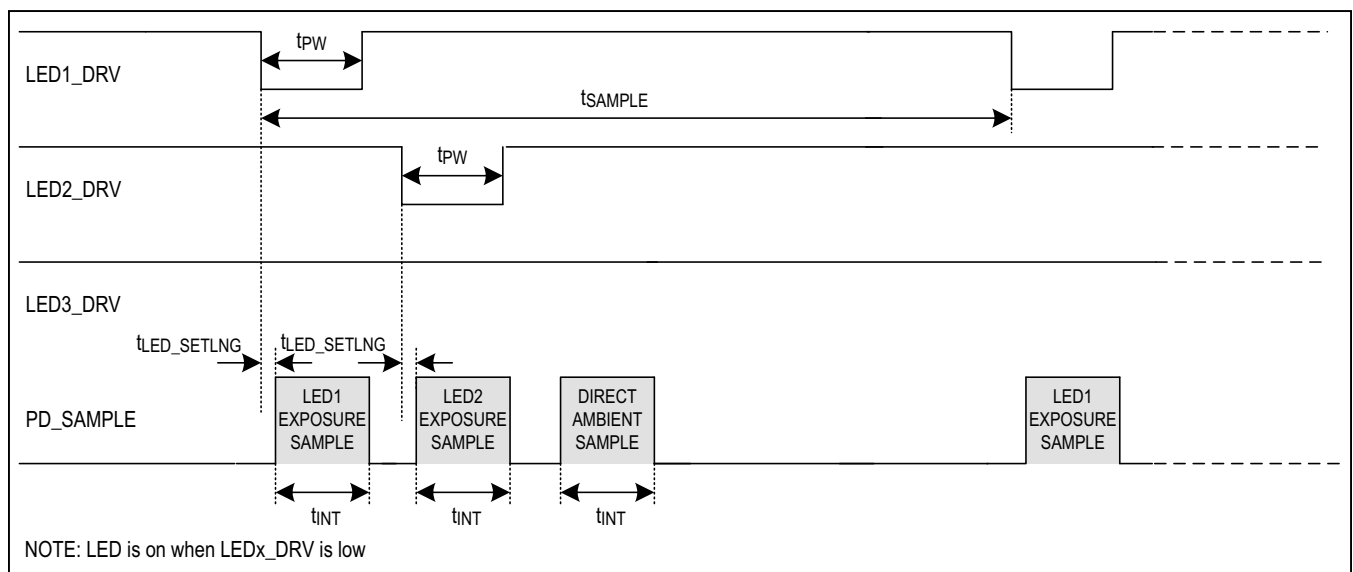 tPW
LED1_DRV
tSAMPLE
tPW
LED2_DRV
LED3_DRV
tLED_SETLNG tLED_SETLNG
PD_SAMPLE
LED1
EXPOSURE
SAMPLE
LED2
EXPOSURE
SAMPLE
DIRECT
AMBIENT
SAMPLE
LED1
EXPOSURE
SAMPLE
tINT tINT tINT
NOTE: LED is on when LEDx_DRV is low